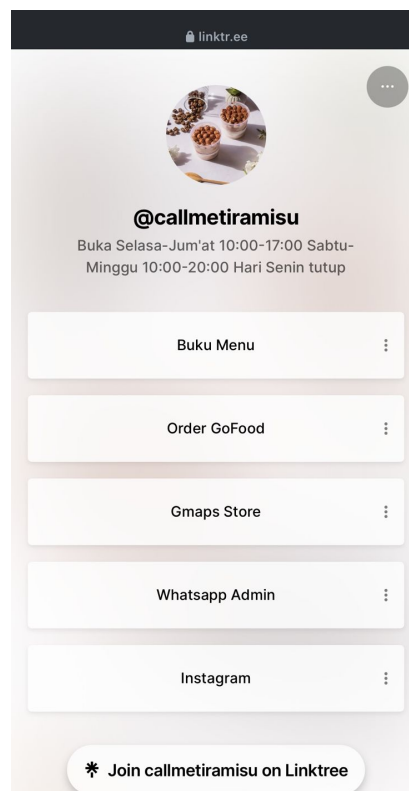 linktr.ee
@callmetiramisu
Buka Selasa-Jum'at 10:00-17:00 Sabtu-
Minggu 10:00-20:00 Hari Senin tutup
Buku Menu
Order GoFood
Gmaps Store
Whatsapp Admin
Instagram
Join callmetiramisu on Linktree